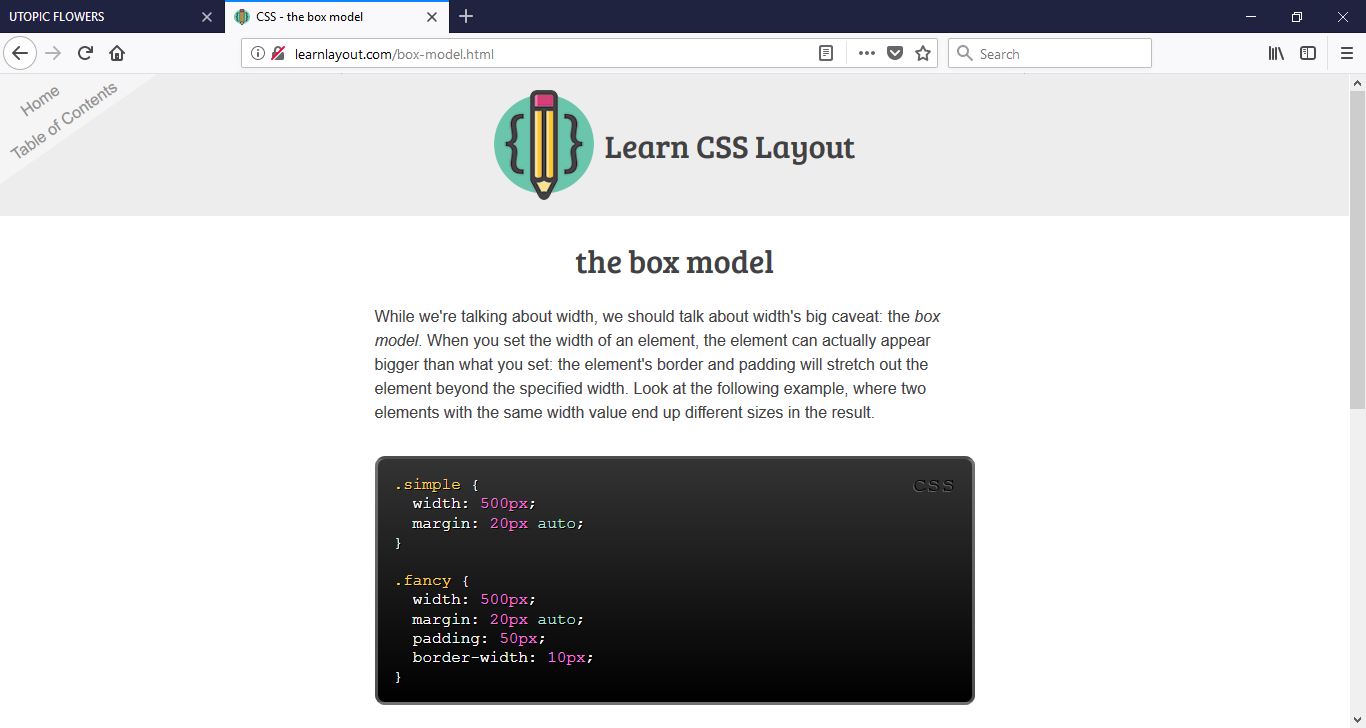 UTOPIC FLOWERS
CSS - the box model
learnlayout.com/box-model.html
Search
Home
Table of Contents
{ }
Learn CSS Layout
the box model
While we're talking about width, we should talk about width's big caveat: the box
model. When you set the width of an element, the element can actually appear
bigger than what you set: the element's border and padding will stretch out the
element beyond the specified width. Look at the following example, where two
elements with the same width value end up different sizes in the result.
CSS
.simple {
  width: 500px;
  margin: 20px auto;
}

.fancy {
  width: 500px;
  margin: 20px auto;
  padding: 50px;
  border-width: 10px;
}